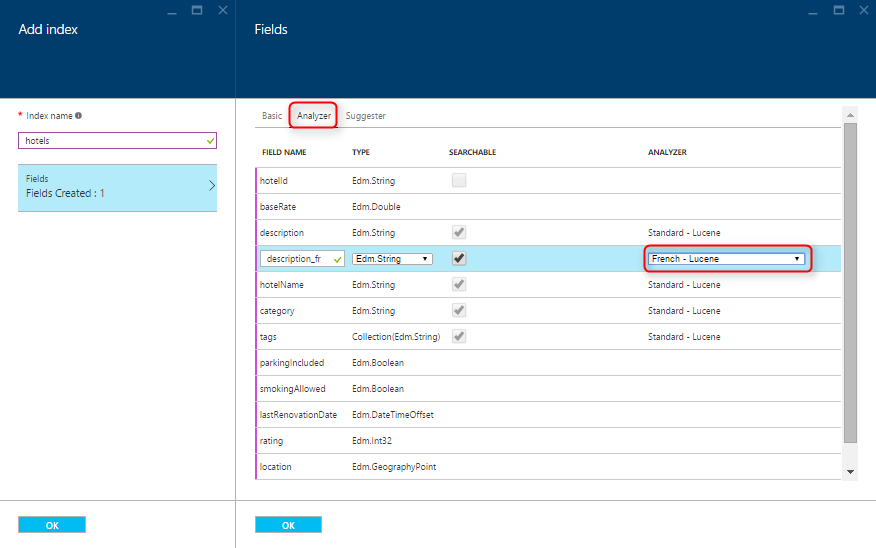 Add index
* Index name
hotels
Fields
Fields Created : 1
OK
Fields
Basic Analyzer Suggester
FIELD NAME TYPE SEARCHABLE ANALYZER
hotelId Edm.String
baseRate Edm.Double
description Edm.String Standard - Lucene
description_fr Edm.String French - Lucene
hotelName Edm.String Standard - Lucene
category Edm.String Standard - Lucene
tags Collection(Edm.String) Standard - Lucene
parkingIncluded Edm.Boolean
smokingAllowed Edm.Boolean
lastRenovationDate Edm.DateTimeOffset
rating Edm.Int32
location Edm.GeographyPoint
OK